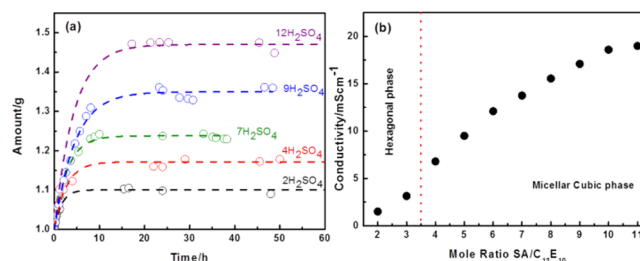 (a)
12H₂SO₄
9H₂SO₄
7H₂SO₄
4H₂SO₄
2H₂SO₄
Amount/g
1.5
1.4
1.3
1.2
1.1
1.0
0 10 20 30 40 50 60
Time/h
(b)
Hexagonal phase
Micellar Cubic phase
Conductivity/mScm⁻¹
20
15
10
5
0
2 3 4 5 6 7 8 9 10 11
Mole Ratio SA/C₁₂E₁₀